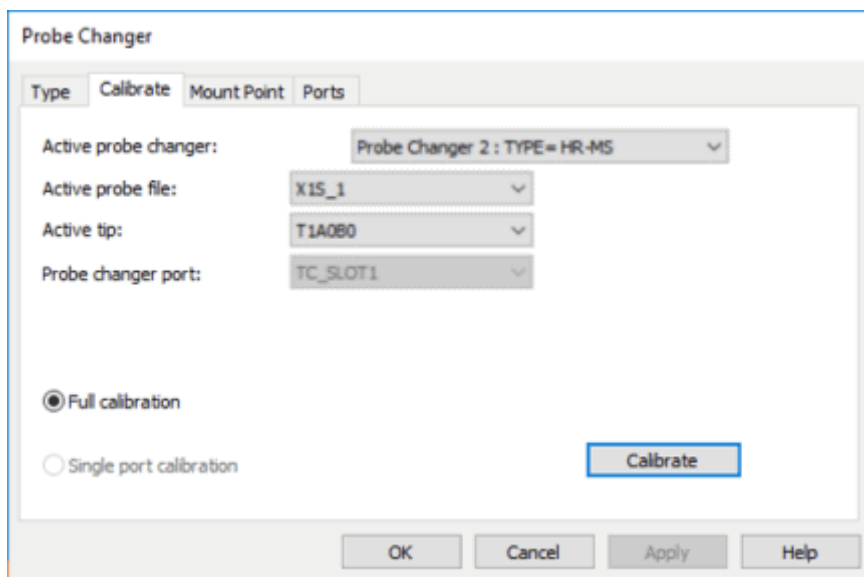 Probe Changer
Type Calibrate Mount Point Ports
Active probe changer: Probe Changer 2 : TYPE= HR-MS
Active probe file: X1S_1
Active tip: T1A0B0
Probe changer port: TC_SLOT1
Full calibration
Single port calibration
Calibrate
OK Cancel Apply Help